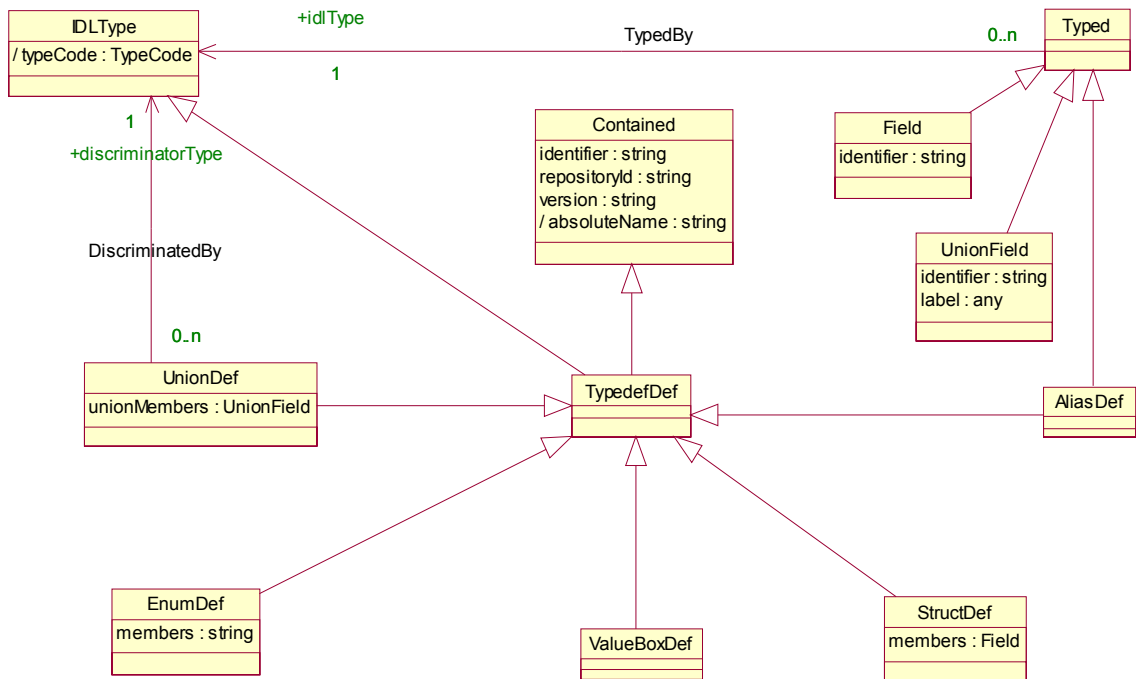 IDLType
/ typeCode : TypeCode
+idlType
1
TypedBy
0..n
Typed
1
+discriminatorType
DiscriminatedBy
0..n
Contained
identifier : string
repositoryId : string
version : string
/ absoluteName : string
Field
identifier : string
UnionField
identifier : string
label : any
UnionDef
unionMembers : UnionField
TypedefDef
AliasDef
EnumDef
members : string
ValueBoxDef
StructDef
members : Field